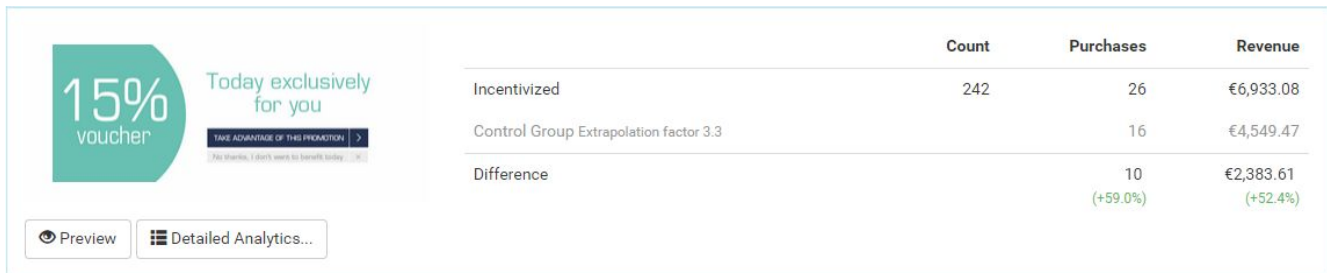 15%
voucher
Today exclusively
for you
TAKE ADVANTAGE OF THIS PROMOTION >
No thanks, I don't want to benefit today ×
Preview
Detailed Analytics...
Count Purchases Revenue
Incentivized 242 26 €6,933.08
Control Group Extrapolation factor 3.3 16 €4,549.47
Difference 10 €2,383.61
(+59.0%) (+52.4%)